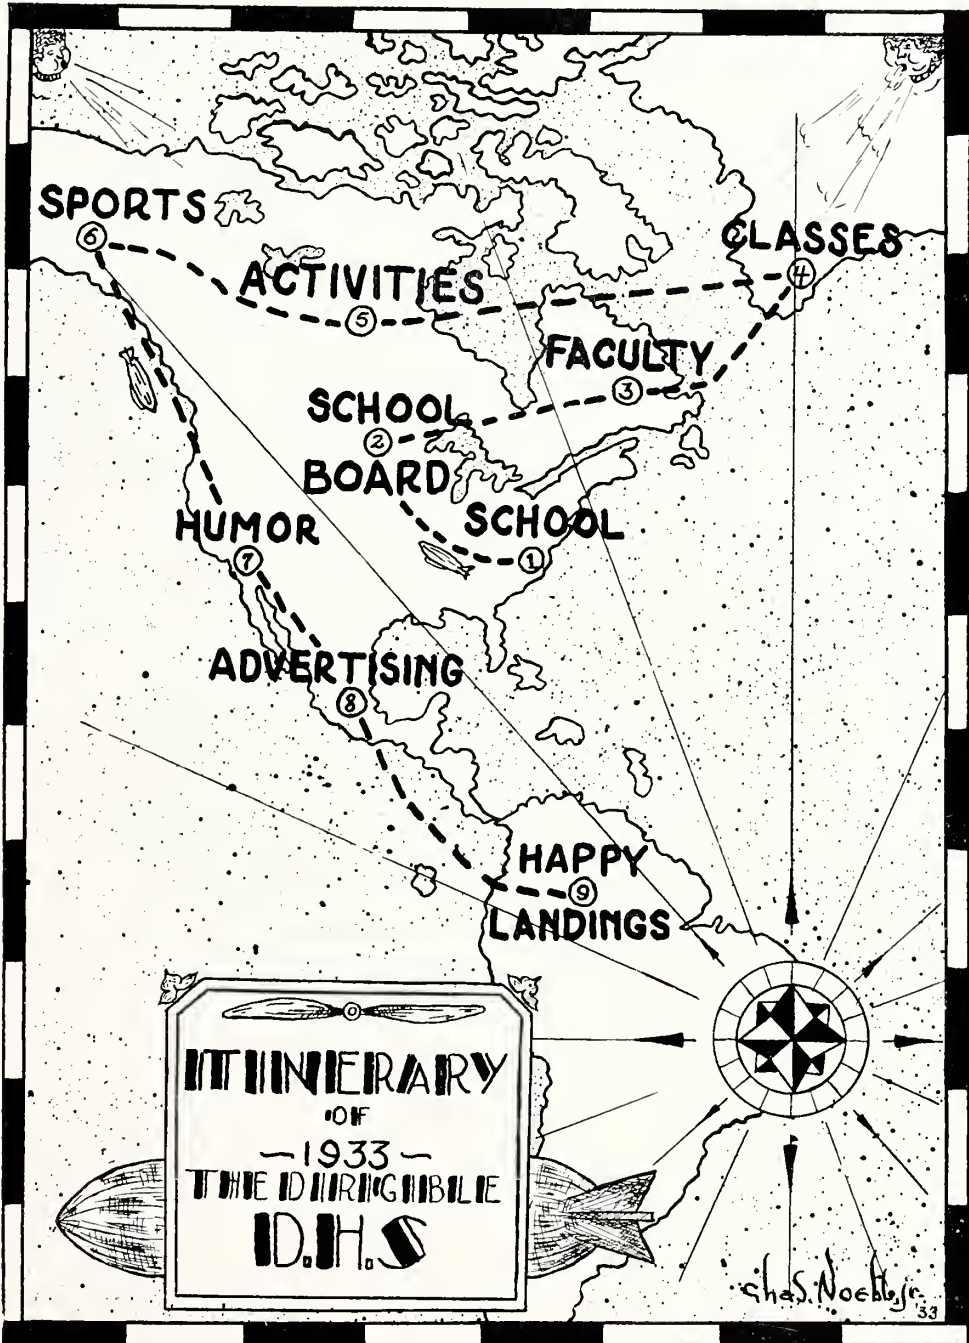 SPORTS
6
CLASSES
4
ACTIVITIES
5
FACULTY
3
SCHOOL
2
BOARD
SCHOOL
1
HUMOR
7
ADVERTISING
8
HAPPY
9
LANDINGS
ITINERARY
OF
—1933—
THE DIRIGIBLE
D.H.S
Chas. Noehl, Jr.
'33